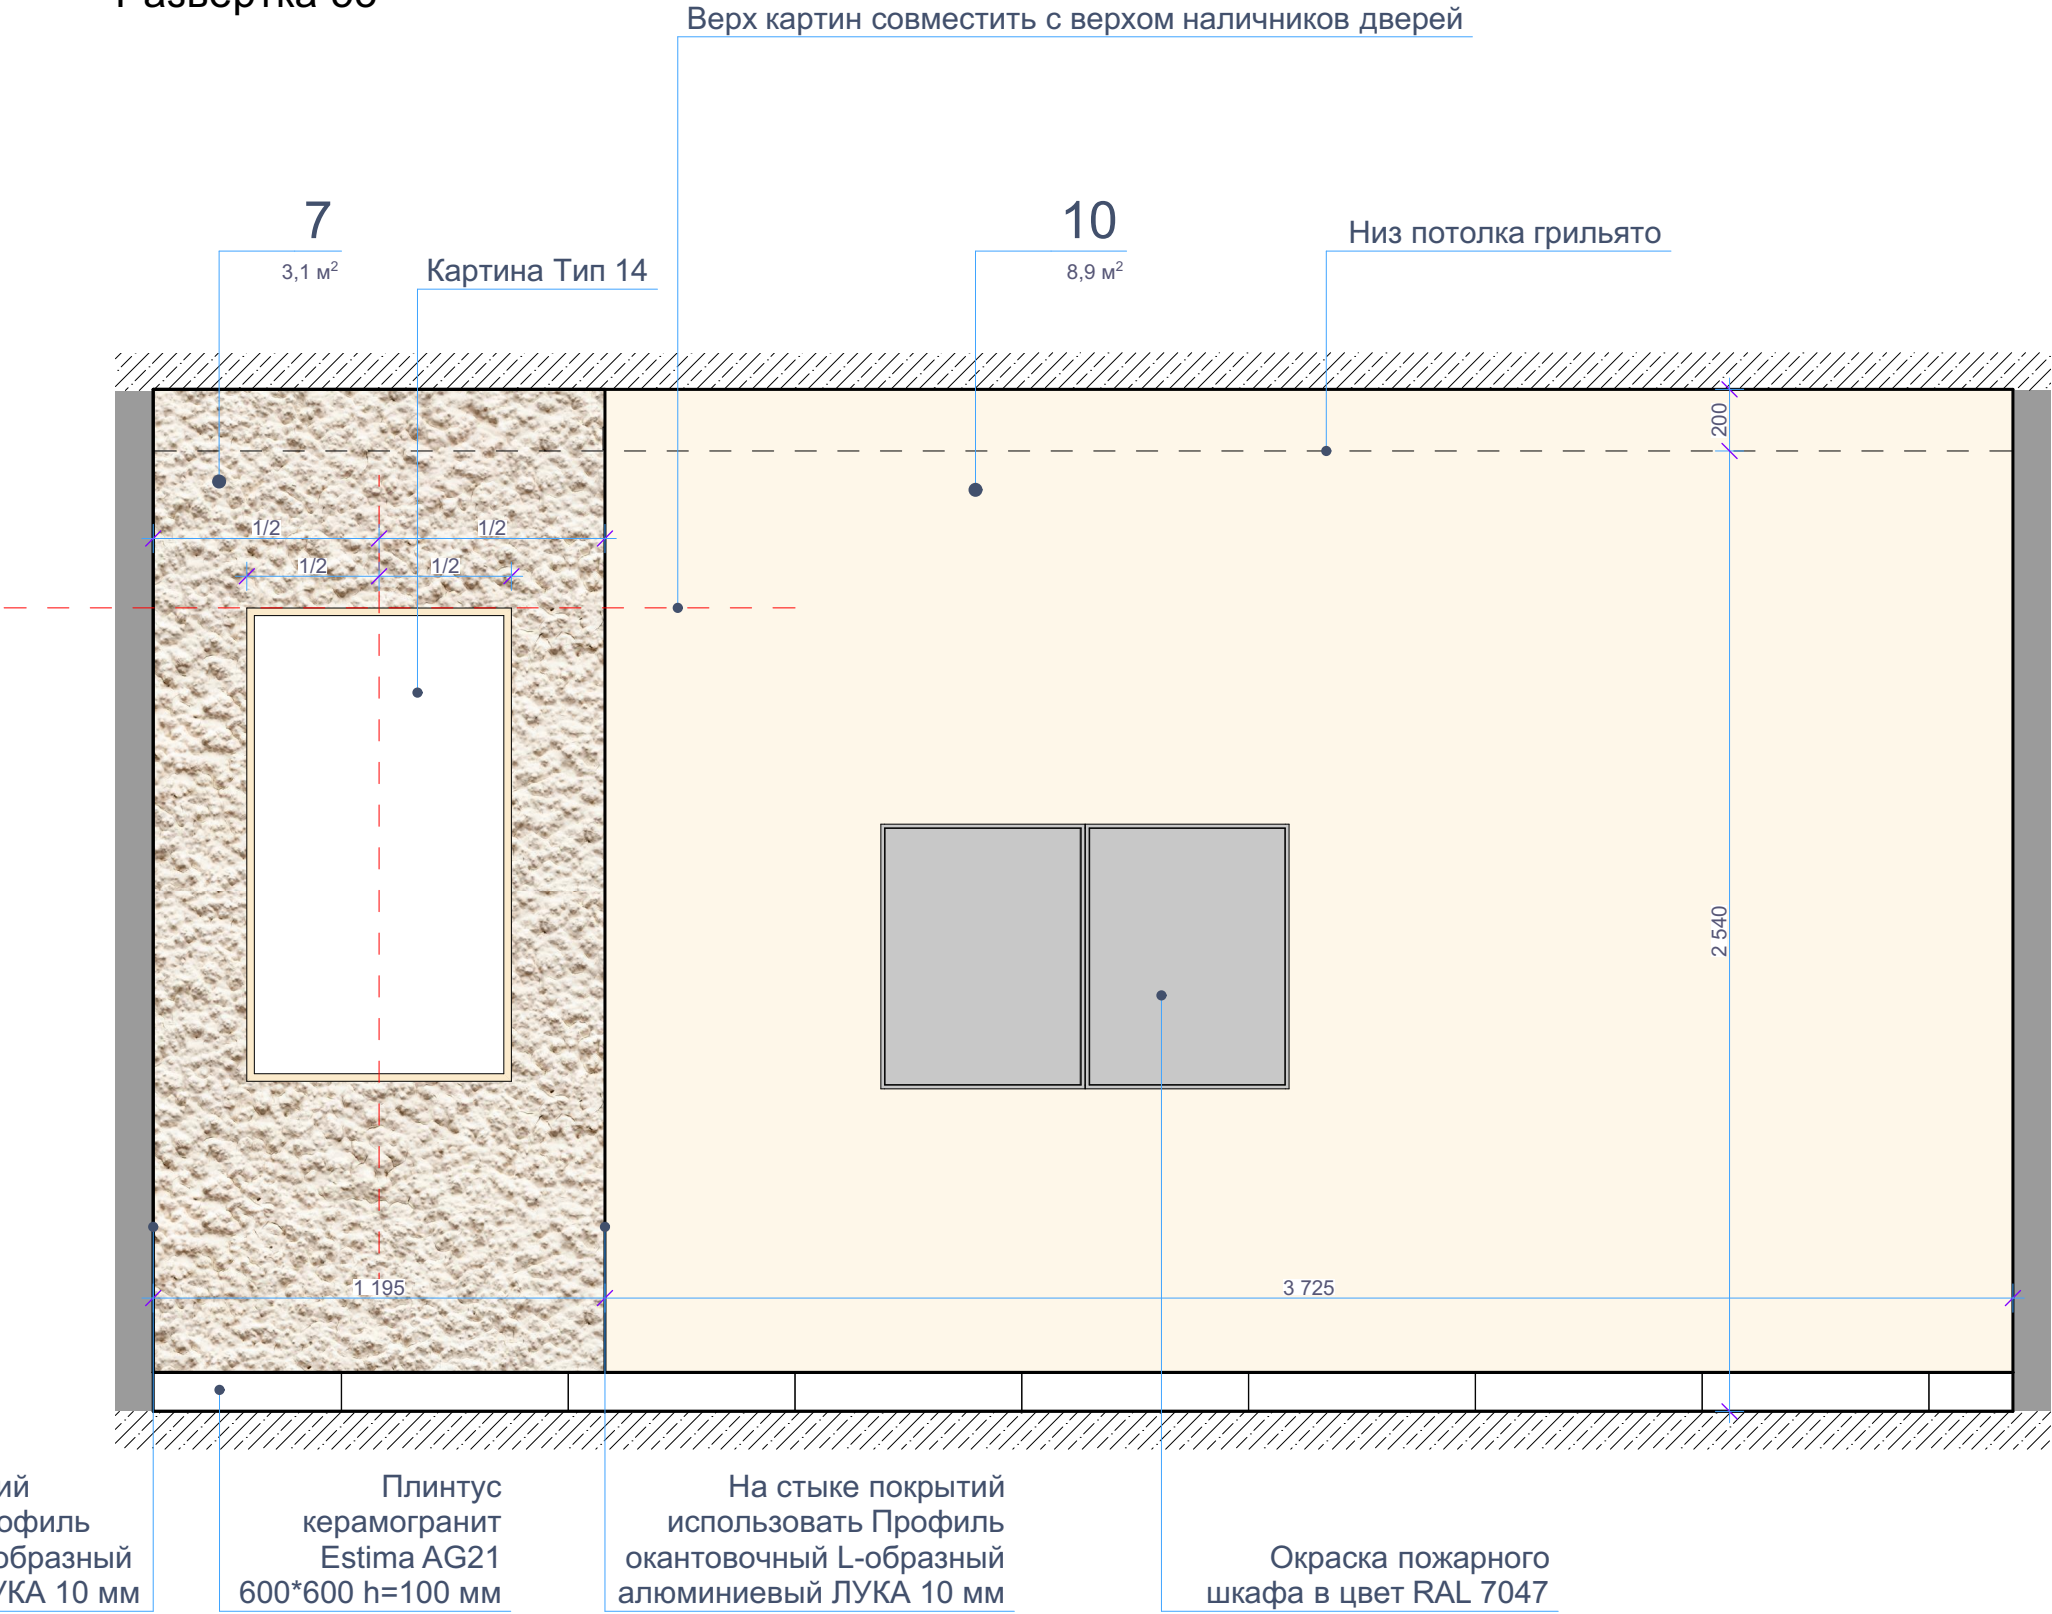 Развертка
Верх картин совместить с верхом наличников дверей
7
3,1 м²
Картина Тип 14
10
8,9 м²
Низ потолка грильято
200
1/2
1/2
1/2
1/2
2 540
1 195
3 725
Плинтус
керамогранит
Estima AG21
600*600 h=100 мм
На стыке покрытий
использовать Профиль
окантовочный L-образный
алюминиевый ЛУКА 10 мм
Окраска пожарного
шкафа в цвет RAL 7047
10 мм